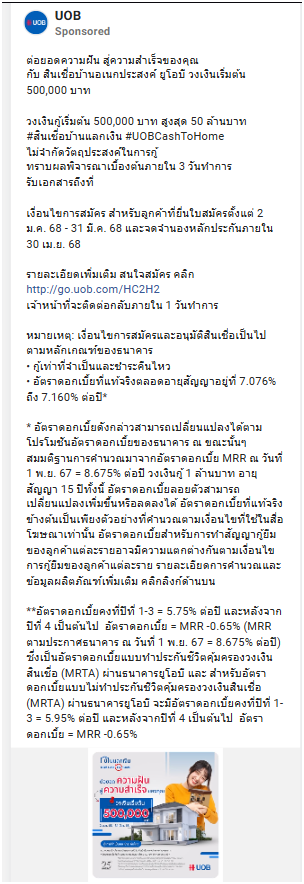 UOB
UOB
Sponsored
ต่อยอดความฝัน สู่ความสำเร็จของคุณ
กับ สินเชื่อบ้านอเนกประสงค์ ยูโอบี วงเงินเริ่มต้น
500,000 บาท
วงเงินกู้เริ่มต้น 500,000 บาท สูงสุด 50 ล้านบาท
#สินเชื่อบ้านแลกเงิน #UOBCashToHome
ไม่จำกัดวัตถุประสงค์ในการกู้
ทราบผลพิจารณาเบื้องต้นภายใน 3 วันทำการ
รับเอกสารถึงที่
เงื่อนไขการสมัคร สำหรับลูกค้าที่ยื่นใบสมัครตั้งแต่ 2
ม.ค. 68 - 31 มี.ค. 68 และจดจำนองหลักประกันภายใน
30 เม.ย. 68
รายละเอียดเพิ่มเติม สนใจสมัคร คลิก
http://go.uob.com/HC2H2
เจ้าหน้าที่จะติดต่อกลับภายใน 1 วันทำการ
หมายเหตุ: เงื่อนไขการสมัครและอนุมัติสินเชื่อเป็นไป
ตามหลักเกณฑ์ของธนาคาร
• กู้เท่าที่จำเป็นและชำระคืนไหว
• อัตราดอกเบี้ยที่แท้จริงตลอดอายุสัญญาอยู่ที่ 7.076%
ถึง 7.160% ต่อปี*
* อัตราดอกเบี้ยดังกล่าวสามารถเปลี่ยนแปลงได้ตาม
โปรโมชันอัตราดอกเบี้ยของธนาคาร ณ ขณะนั้นๆ
สมมติฐานการคำนวณมาจากอัตราดอกเบี้ย MRR ณ วันที่
1 พ.ย. 67 = 8.675% ต่อปี วงเงินกู้ 1 ล้านบาท อายุ
สัญญา 15 ปีทั้งนี้ อัตราดอกเบี้ยลอยตัวสามารถ
เปลี่ยนแปลงเพิ่มขึ้นหรือลดลงได้ อัตราดอกเบี้ยที่แท้จริง
ข้างต้นเป็นเพียงตัวอย่างที่คำนวณตามเงื่อนไขที่ใช้ในสื่อ
โฆษณาเท่านั้น อัตราดอกเบี้ยสำหรับการทำสัญญากู้ยืม
ของลูกค้าแต่ละรายอาจมีความแตกต่างกันตามเงื่อนไข
การกู้ยืมของลูกค้าแต่ละราย รายละเอียดการคำนวณและ
ข้อมูลผลิตภัณฑ์เพิ่มเติม คลิกลิงก์ด้านบน
**อัตราดอกเบี้ยคงที่ปีที่ 1-3 = 5.75% ต่อปี และหลังจาก
ปีที่ 4 เป็นต้นไป อัตราดอกเบี้ย = MRR -0.65% (MRR
ตามประกาศธนาคาร ณ วันที่ 1 พ.ย. 67 = 8.675% ต่อปี)
ซึ่งเป็นอัตราดอกเบี้ยแบบทำประกันชีวิตคุ้มครองวงเงิน
สินเชื่อ (MRTA) ผ่านธนาคารยูโอบี และ สำหรับอัตรา
ดอกเบี้ยแบบไม่ทำประกันชีวิตคุ้มครองวงเงินสินเชื่อ
(MRTA) ผ่านธนาคารยูโอบี จะมีอัตราดอกเบี้ยคงที่ปีที่ 1-
3 = 5.95% ต่อปี และหลังจากปีที่ 4 เป็นต้นไป อัตรา
ดอกเบี้ย = MRR -0.65%
ความฝัน
ความสำเร็จ
500,000
25
UOB